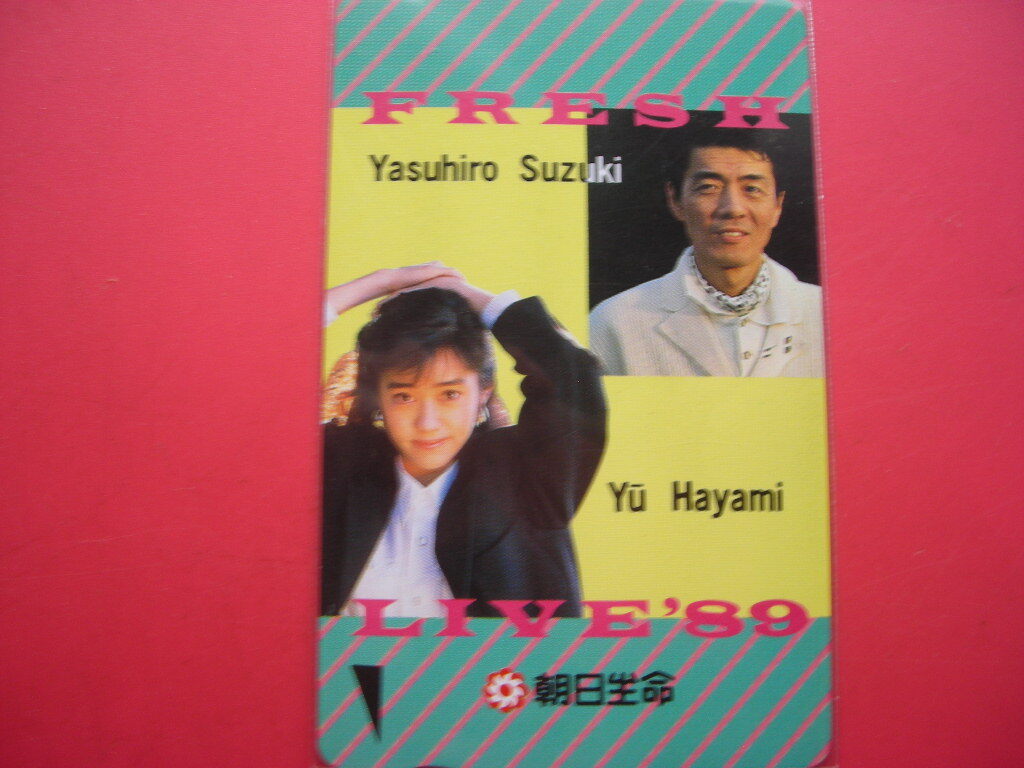 FRESH
Yasuhiro Suzuki
Yū Hayami
LIVE'89
朝日生命